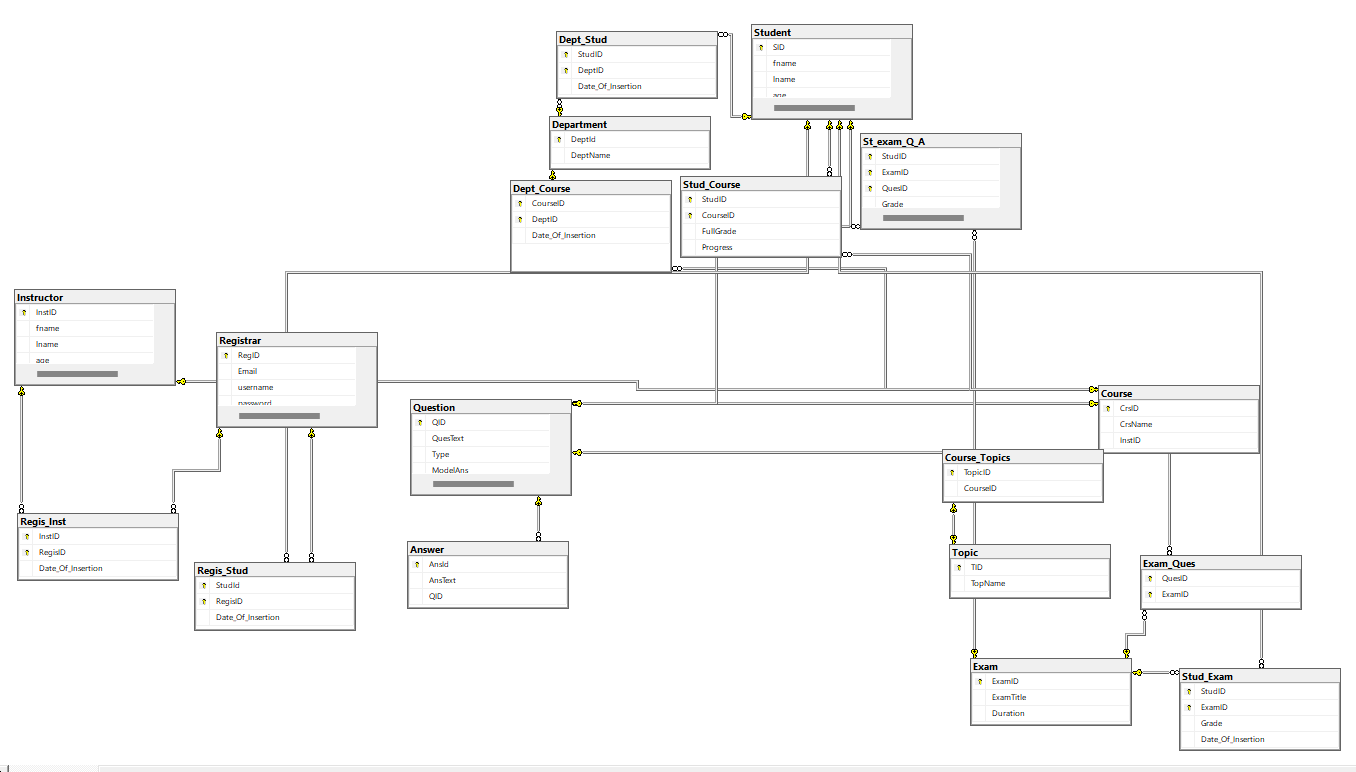 Dept_Stud
StudID
DeptID
Date_Of_Insertion
Student
SID
fname
lname
age
Department
DeptId
DeptName
St_exam_Q_A
StudID
ExamID
QuesID
Grade
Dept_Course
CourseID
DeptID
Date_Of_Insertion
Stud_Course
StudID
CourseID
FullGrade
Progress
Instructor
InstID
fname
lname
age
Registrar
RegID
Email
username
password
Question
QID
QuesText
Type
ModelAns
Course
CrsID
CrsName
InstID
Course_Topics
TopicID
CourseID
Regis_Inst
InstID
RegisID
Date_Of_Insertion
Regis_Stud
StudId
RegisID
Date_Of_Insertion
Answer
AnsId
AnsText
QID
Topic
TID
TopName
Exam_Ques
QuesID
ExamID
Exam
ExamID
ExamTitle
Duration
Stud_Exam
StudID
ExamID
Grade
Date_Of_Insertion